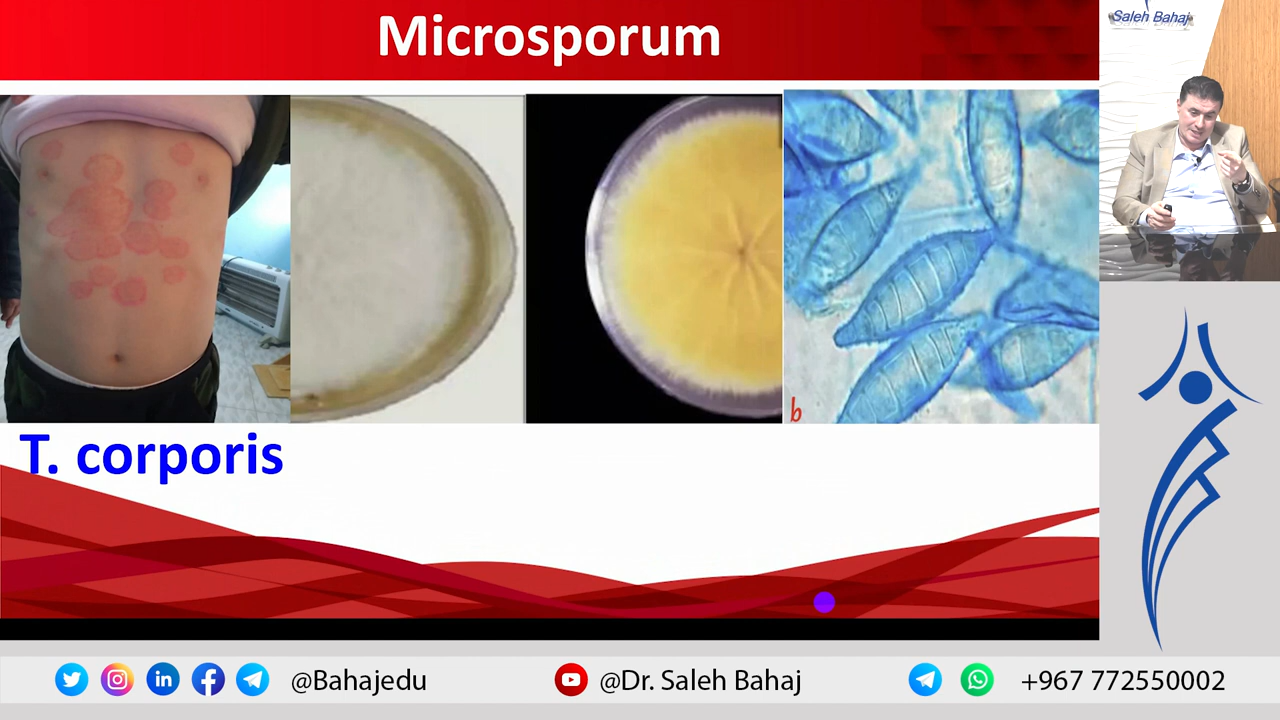 Microsporum
Saleh Bahaj
b
T. corporis
@Bahajedu
@Dr. Saleh Bahaj
+967 772550002